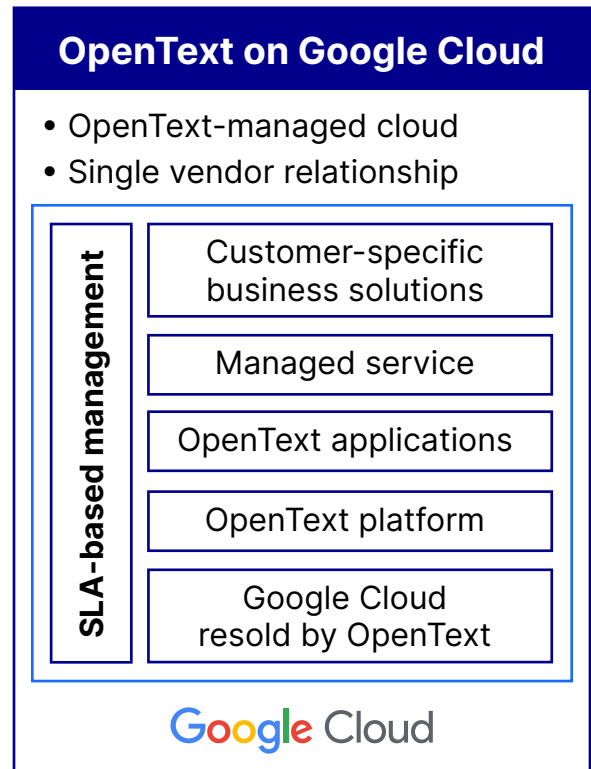 OpenText on Google Cloud
• OpenText-managed cloud
• Single vendor relationship
SLA-based management
Customer-specific
business solutions
Managed service
OpenText applications
OpenText platform
Google Cloud
resold by OpenText
Google Cloud